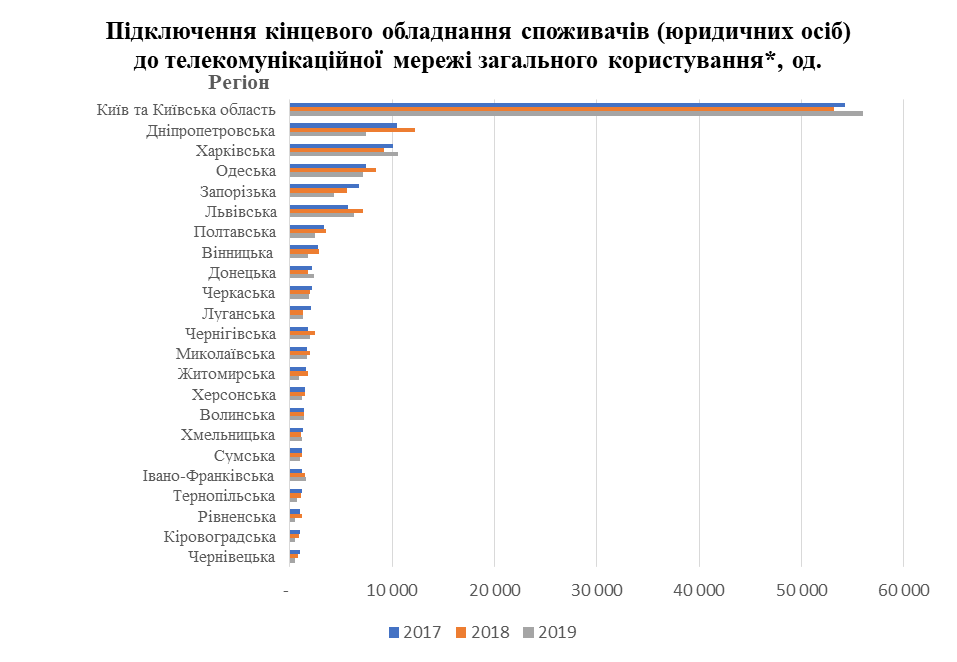 Підключення кінцевого обладнання споживачів (юридичних осіб)
до телекомунікаційної мережі загального користування*, од.
Регіон
Київ та Київська область
Дніпропетровська
Харківська
Одеська
Запорізька
Львівська
Полтавська
Вінницька
Донецька
Черкаська
Луганська
Чернігівська
Миколаївська
Житомирська
Херсонська
Волинська
Хмельницька
Сумська
Івано-Франківська
Тернопільська
Рівненська
Кіровоградська
Чернівецька
- 10 000 20 000 30 000 40 000 50 000 60 000
2017 2018 2019